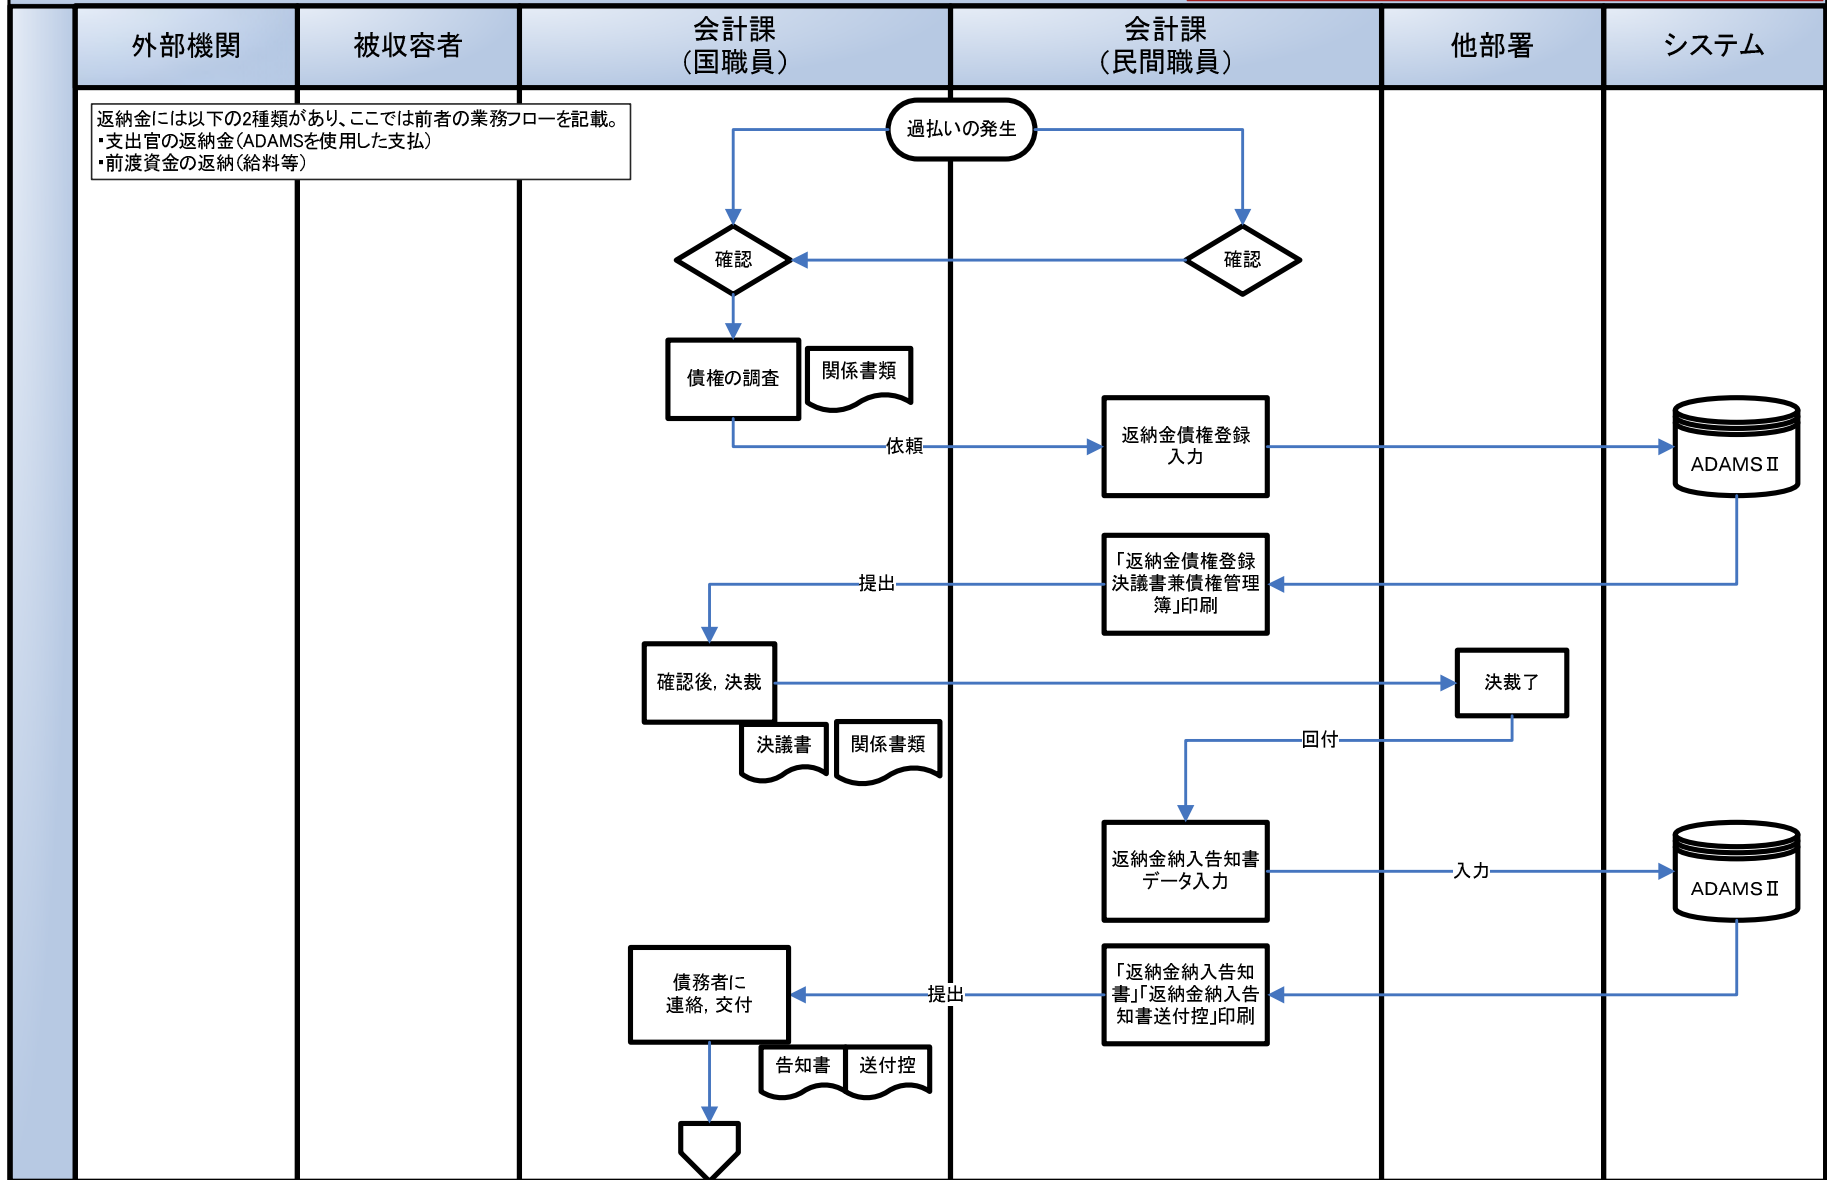 外部機関
被収容者
会計課
（国職員）
会計課
（民間職員）
他部署
システム
返納金には以下の2種類があり、ここでは前者の業務フローを記載。
・支出官の返納金（ADAMSを使用した支払）
・前渡資金の返納（給料等）
過払いの発生
確認
確認
債権の調査
関係書類
依頼
返納金債権登録
入力
ADAMSⅡ
「返納金債権登録
決議書兼債権管理
簿」印刷
提出
確認後，決裁
決裁了
決議書
関係書類
回付
返納金納入告知書
データ入力
入力
ADAMSⅡ
債務者に
連絡，交付
提出
「返納金納入告知
書」「返納金納入告
知書送付控」印刷
告知書
送付控